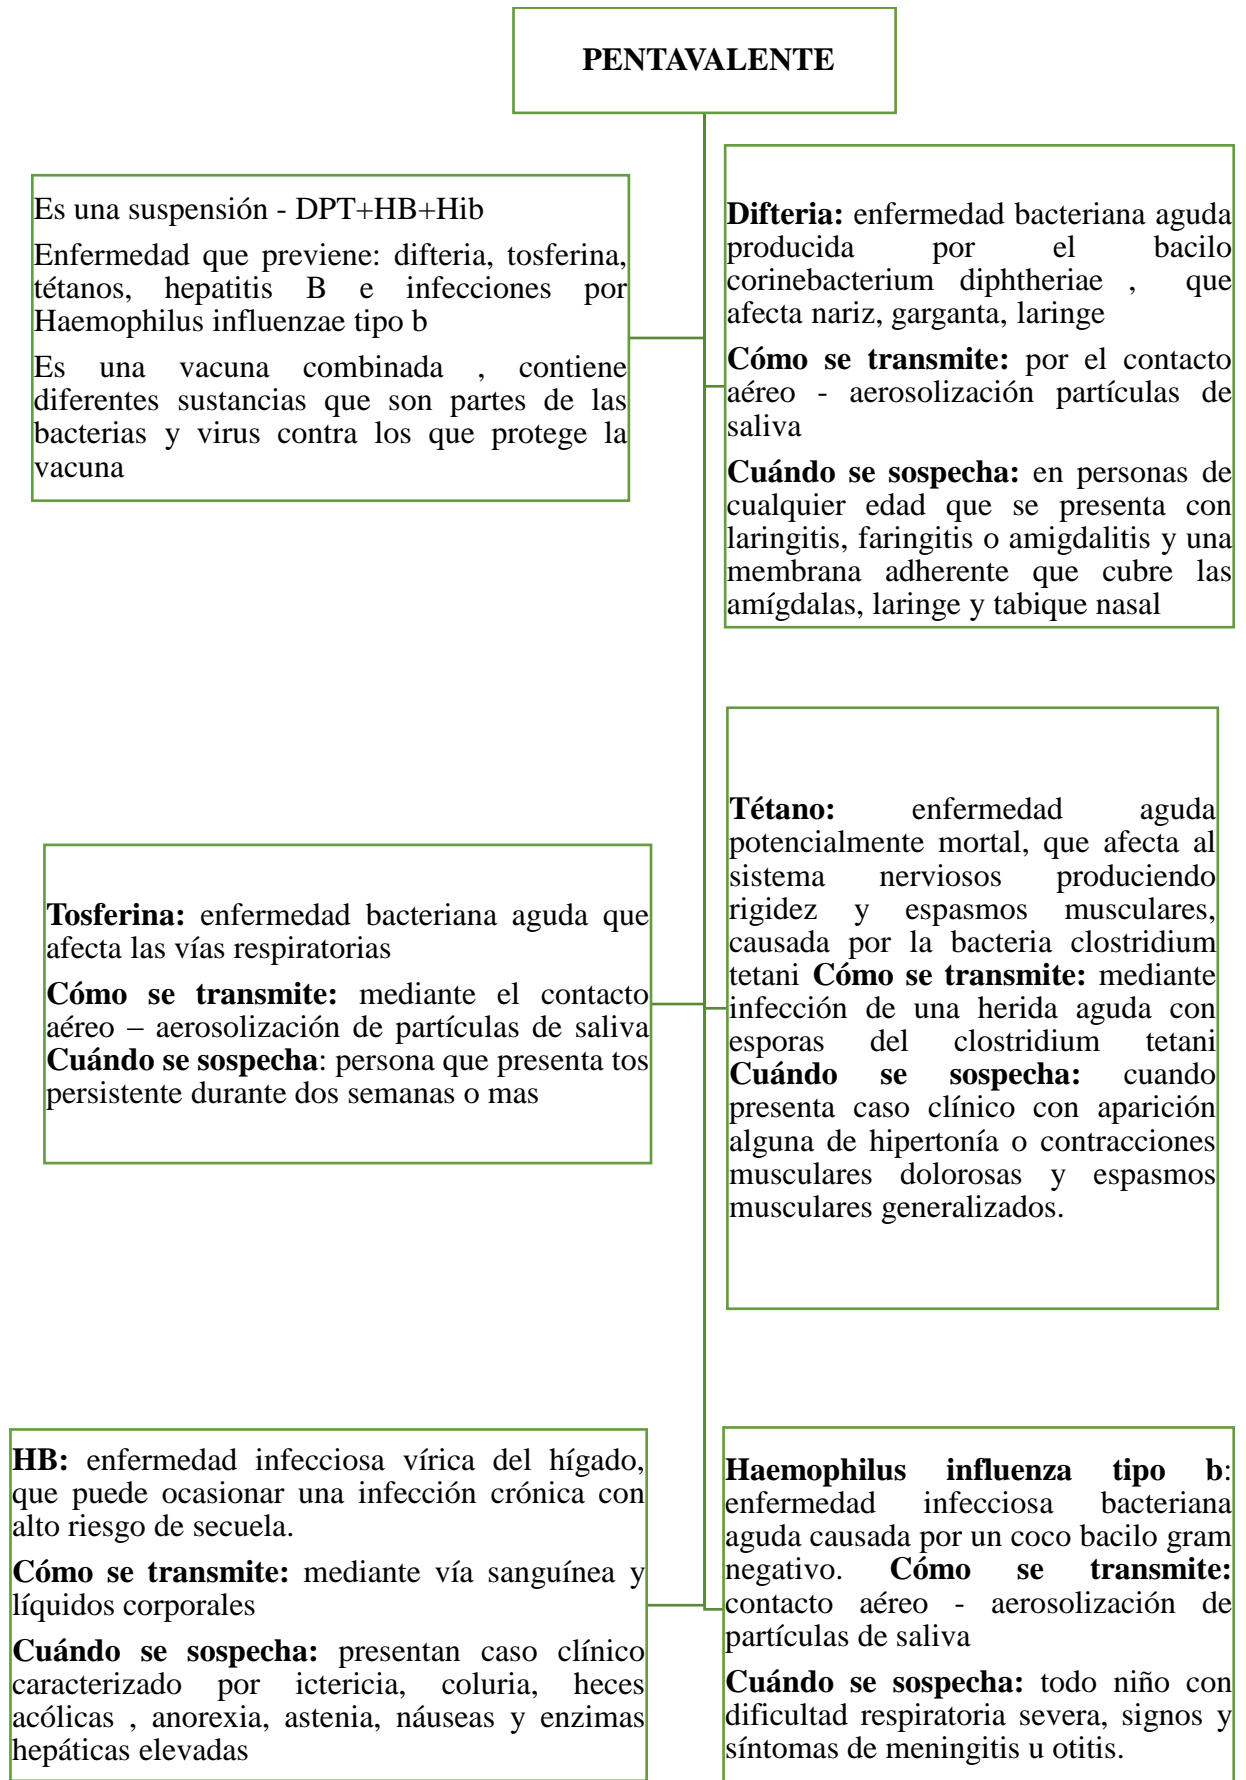 PENTAVALENTE
Es una suspensión - DPT+HB+Hib
Enfermedad que previene: difteria, tosferina,
tétanos, hepatitis B e infecciones por
Haemophilus influenzae tipo b
Es una vacuna combinada , contiene
diferentes sustancias que son partes de las
bacterias y virus contra los que protege la
vacuna
Difteria: enfermedad bacteriana aguda
producida por el bacilo
corinebacterium diphtheriae , que
afecta nariz, garganta, laringe
Cómo se transmite: por el contacto
aéreo - aerosolización partículas de
saliva
Cuándo se sospecha: en personas de
cualquier edad que se presenta con
laringitis, faringitis o amigdalitis y una
membrana adherente que cubre las
amígdalas, laringe y tabique nasal
Tosferina: enfermedad bacteriana aguda que
afecta las vías respiratorias
Cómo se transmite: mediante el contacto
aéreo – aerosolización de partículas de saliva
Cuándo se sospecha: persona que presenta tos
persistente durante dos semanas o mas
Tétano: enfermedad aguda
potencialmente mortal, que afecta al
sistema nerviosos produciendo
rigidez y espasmos musculares,
causada por la bacteria clostridium
tetani Cómo se transmite: mediante
infección de una herida aguda con
esporas del clostridium tetani
Cuándo se sospecha: cuando
presenta caso clínico con aparición
alguna de hipertonía o contracciones
musculares dolorosas y espasmos
musculares generalizados.
HB: enfermedad infecciosa vírica del hígado,
que puede ocasionar una infección crónica con
alto riesgo de secuela.
Cómo se transmite: mediante vía sanguínea y
líquidos corporales
Cuándo se sospecha: presentan caso clínico
caracterizado por ictericia, coluria, heces
acólicas , anorexia, astenia, náuseas y enzimas
hepáticas elevadas
Haemophilus influenza tipo b:
enfermedad infecciosa bacteriana
aguda causada por un coco bacilo gram
negativo. Cómo se transmite:
contacto aéreo - aerosolización de
partículas de saliva
Cuándo se sospecha: todo niño con
dificultad respiratoria severa, signos y
síntomas de meningitis u otitis.